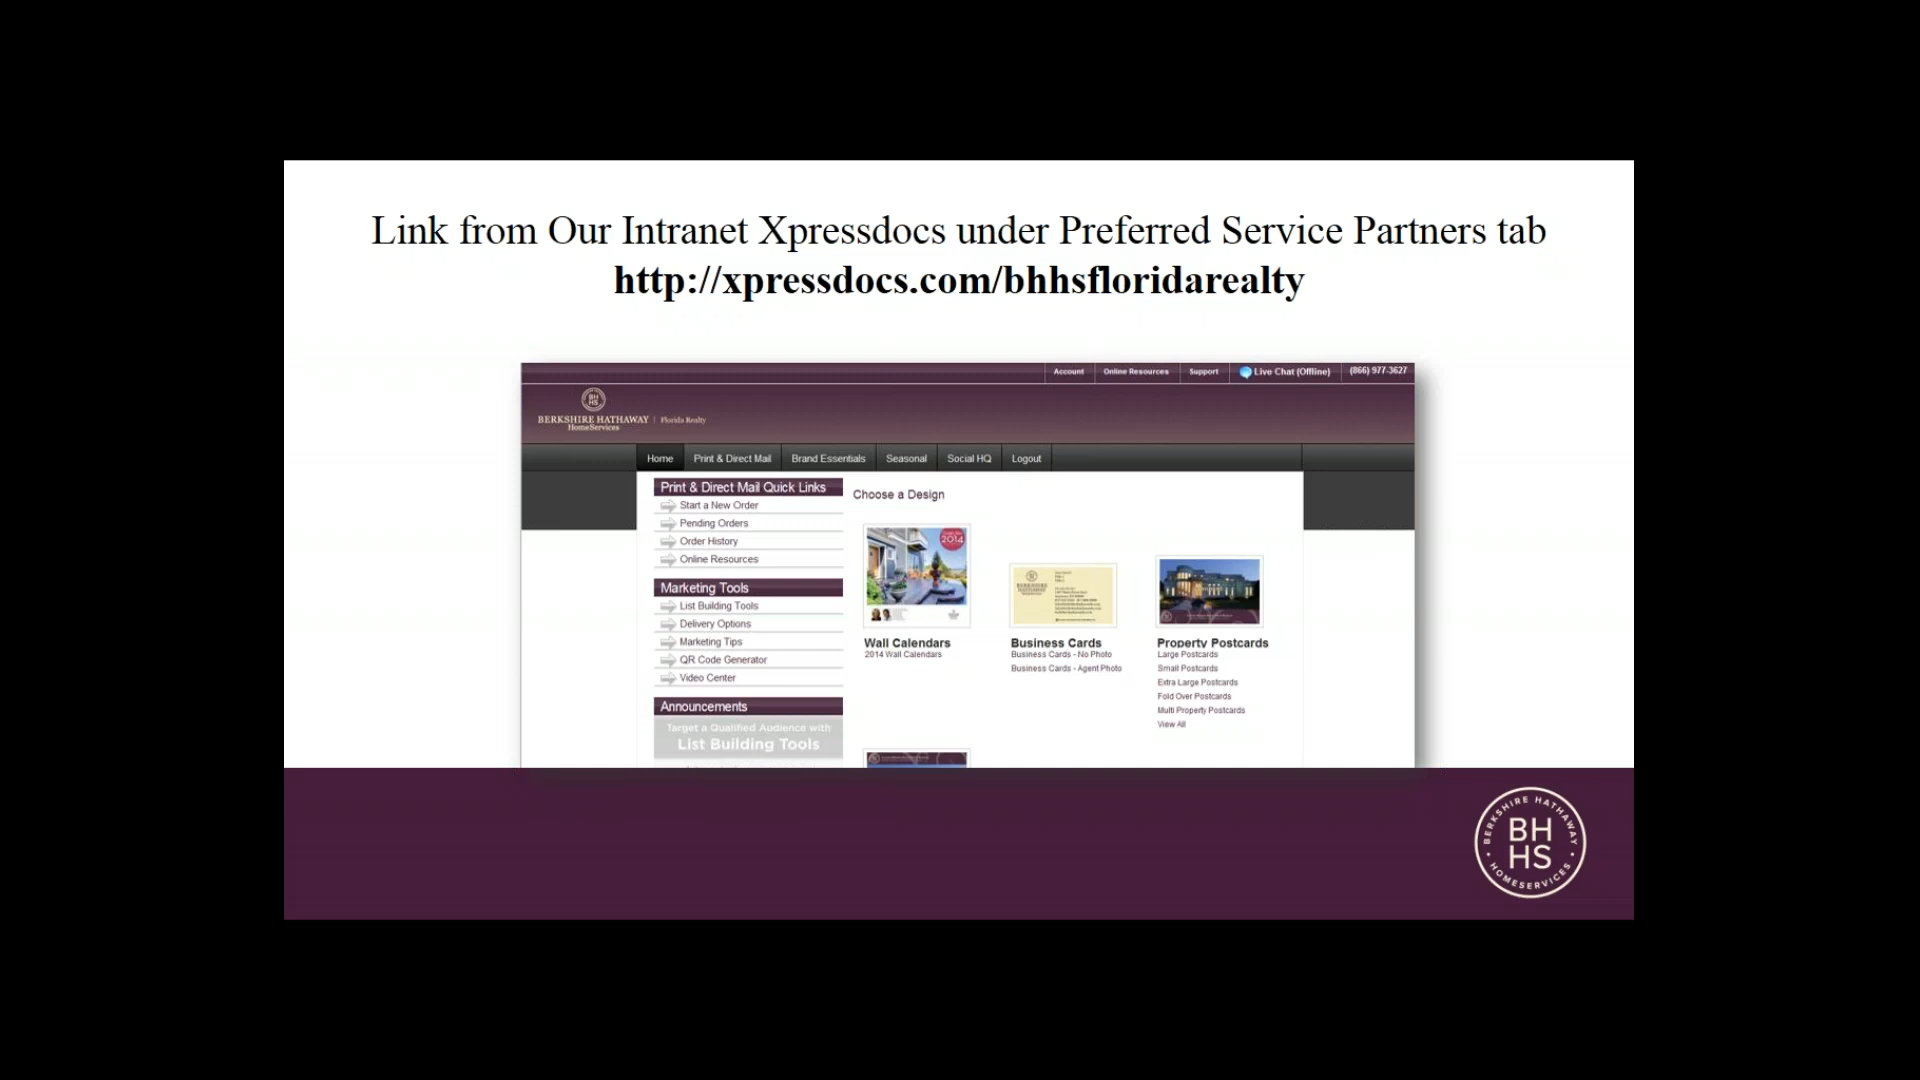 Link from Our Intranet Xpressdocs under Preferred Service Partners tab
http://xpressdocs.com/bhhsfloridarealty
Account Online Resources Support Live Chat (Offline) (866) 977-3627
BH
HS
BERKSHIRE HATHAWAY | Florida Realty
HomeServices
Home Print & Direct Mail Brand Essentials Seasonal Social HQ Logout
Print & Direct Mail Quick Links
Start a New Order
Pending Orders
Order History
Online Resources
Marketing Tools
List Building Tools
Delivery Options
Marketing Tips
QR Code Generator
Video Center
Announcements
Target a Qualified Audience with
List Building Tools
Choose a Design
2014
Wall Calendars
2014 Wall Calendars
BERKSHIRE
HATHAWAY
Business Cards
Business Cards - No Photo
Business Cards - Agent Photo
Property Postcards
Large Postcards
Small Postcards
Extra Large Postcards
Fold Over Postcards
Multi Property Postcards
View All
BERKSHIRE HATHAWAY
BH
HS
HOMESERVICES